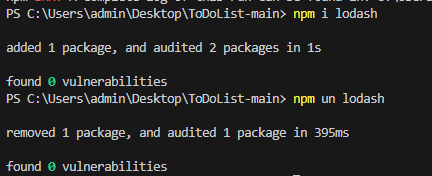 PS C:\Users\admin\Desktop\ToDoList-main> npm i lodash
added 1 package, and audited 2 packages in 1s
found 0 vulnerabilities
PS C:\Users\admin\Desktop\ToDoList-main> npm un lodash
removed 1 package, and audited 1 package in 395ms
found 0 vulnerabilities